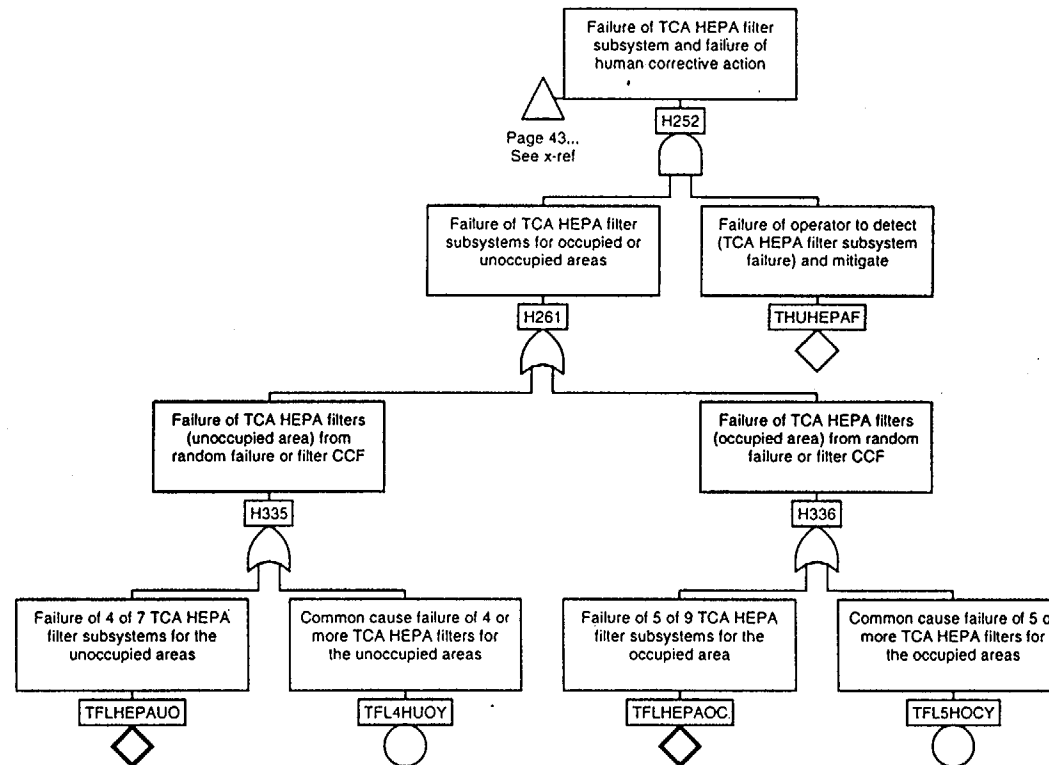 Failure of TCA HEPA filter
subsystem and failure of
human corrective action
Page 43...
See x-ref
H252
Failure of TCA HEPA filter
subsystems for occupied or
unoccupied areas
Failure of operator to detect
(TCA HEPA filter subsystem
failure) and mitigate
H261
THUHEPAF
Failure of TCA HEPA filters
(unoccupied area) from
random failure or filter CCF
Failure of TCA HEPA filters
(occupied area) from random
failure or filter CCF
H335
H336
Failure of 4 of 7 TCA HEPA
filter subsystems for the
unoccupied areas
Common cause failure of 4 or
more TCA HEPA filters for
the unoccupied areas
Failure of 5 of 9 TCA HEPA
filter subsystems for the
occupied area
Common cause failure of 5 o
more TCA HEPA filters for
the occupied areas
TFLHEPAUO
TFL4HUOY
TFLHEPAOC
TFL5HOCY